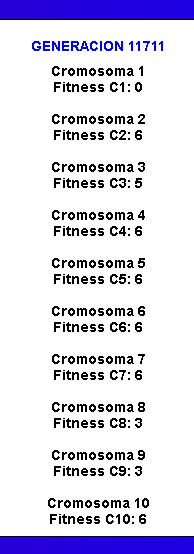 GENERACION 11711
Cromosoma 1
Fitness C1: 0
Cromosoma 2
Fitness C2: 6
Cromosoma 3
Fitness C3: 5
Cromosoma 4
Fitness C4: 6
Cromosoma 5
Fitness C5: 6
Cromosoma 6
Fitness C6: 6
Cromosoma 7
Fitness C7: 6
Cromosoma 8
Fitness C8: 3
Cromosoma 9
Fitness C9: 3
Cromosoma 10
Fitness C10: 6